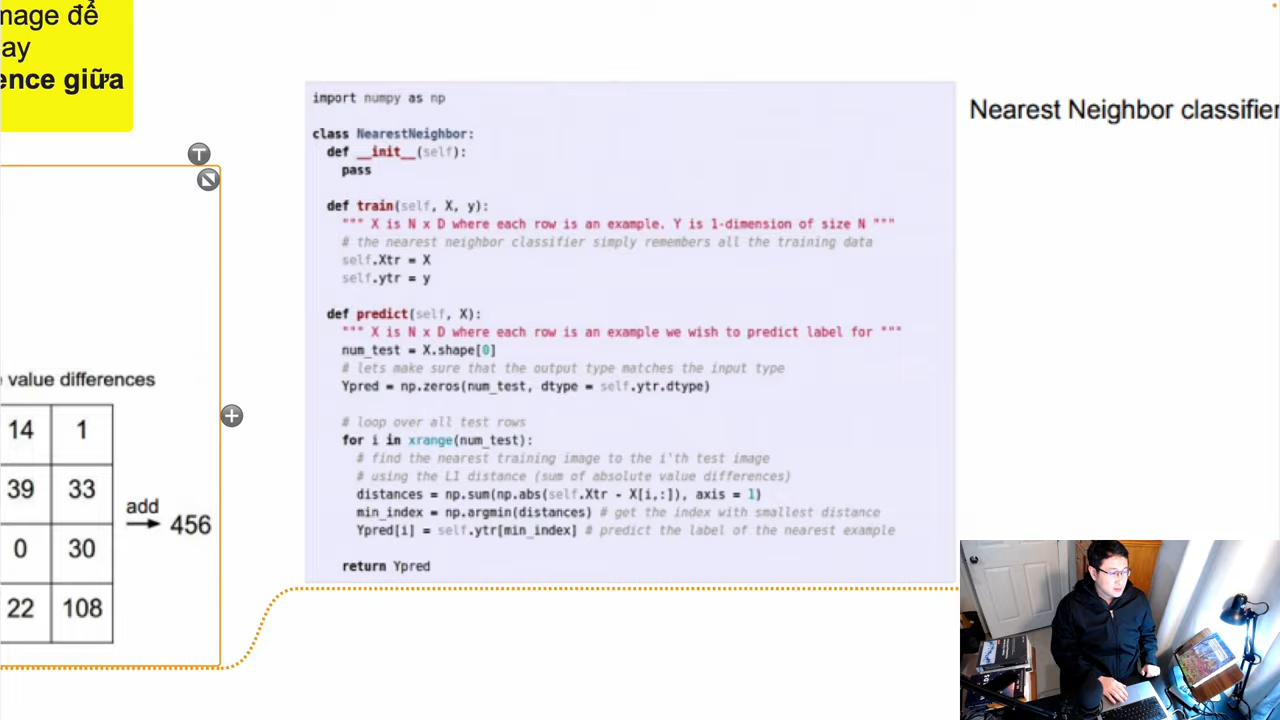 mage để
ay
ence giữa
T
value differences
14 1
39 33
0 30
22 108
add
456
import numpy as np
class NearestNeighbor:
def __init__(self):
pass
def train(self, X, y):
""" X is N x D where each row is an example. Y is 1-dimension of size N """
# the nearest neighbor classifier simply remembers all the training data
self.Xtr = X
self.ytr = y
def predict(self, X):
""" X is N x D where each row is an example we wish to predict label for """
num_test = X.shape[0]
# lets make sure that the output type matches the input type
Ypred = np.zeros(num_test, dtype = self.ytr.dtype)
# loop over all test rows
for i in xrange(num_test):
# find the nearest training image to the i'th test image
# using the L1 distance (sum of absolute value differences)
distances = np.sum(np.abs(self.Xtr - X[i,:]), axis = 1)
min_index = np.argmin(distances) # get the index with smallest distance
Ypred[i] = self.ytr[min_index] # predict the label of the nearest example
return Ypred
Nearest Neighbor classifier